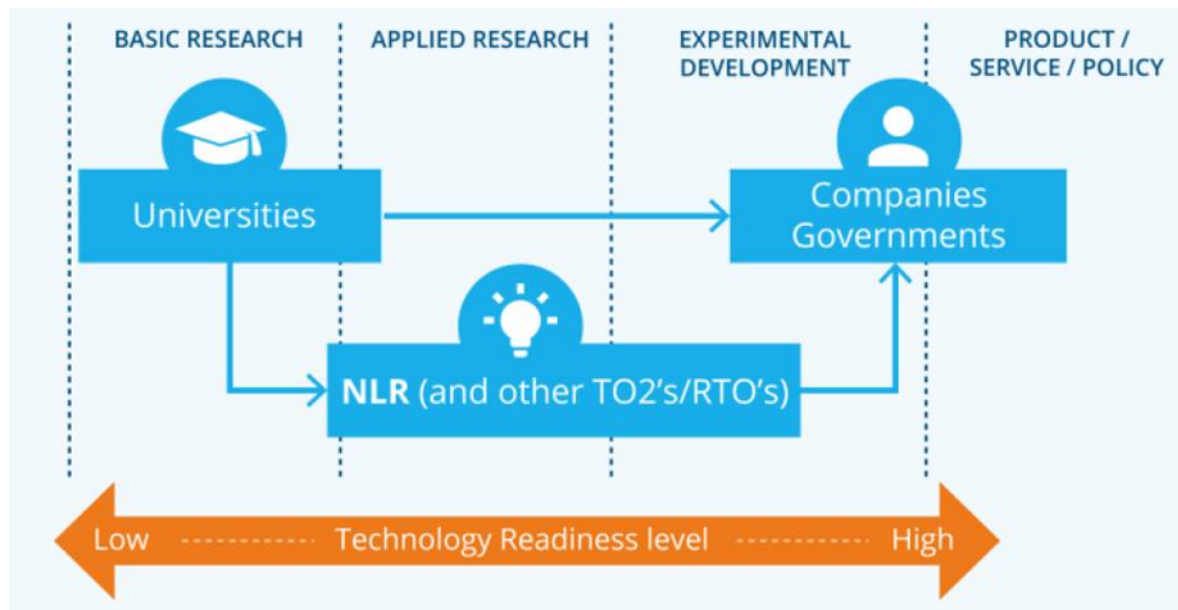 BASIC RESEARCH
APPLIED RESEARCH
EXPERIMENTAL
DEVELOPMENT
PRODUCT /
SERVICE / POLICY
Universities
Companies
Governments
NLR (and other TO2's/RTO's)
Low
Technology Readiness level
High